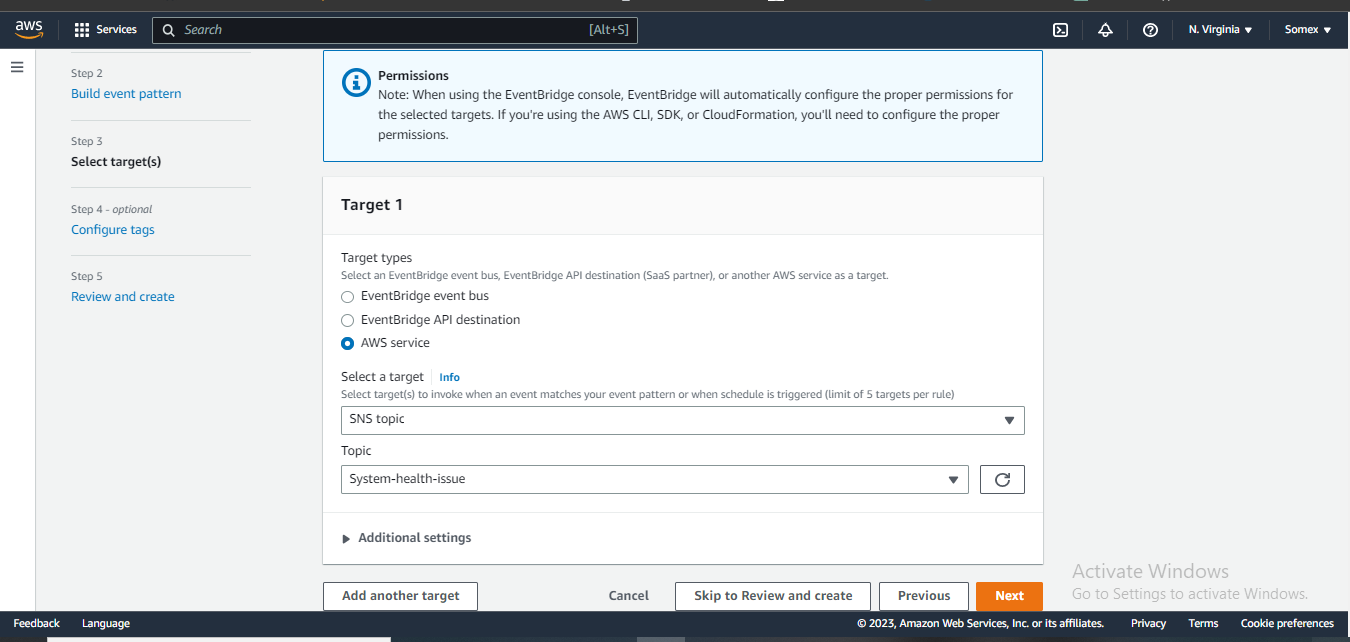 aws
Services
Search
[Alt+S]
N. Virginia
Somex
Step 2
Build event pattern
Step 3
Select target(s)
Step 4 - optional
Configure tags
Step 5
Review and create
Permissions
Note: When using the EventBridge console, EventBridge will automatically configure the proper permissions for
the selected targets. If you're using the AWS CLI, SDK, or CloudFormation, you'll need to configure the proper
permissions.
Target 1
Target types
Select an EventBridge event bus, EventBridge API destination (SaaS partner), or another AWS service as a target.
EventBridge event bus
EventBridge API destination
AWS service
Select a target
Info
Select target(s) to invoke when an event matches your event pattern or when schedule is triggered (limit of 5 targets per rule)
SNS topic
Topic
System-health-issue
Additional settings
Add another target
Cancel
Skip to Review and create
Previous
Next
Activate Windows
Go to Settings to activate Windows.
Feedback
Language
© 2023, Amazon Web Services, Inc. or its affiliates.
Privacy
Terms
Cookie preferences